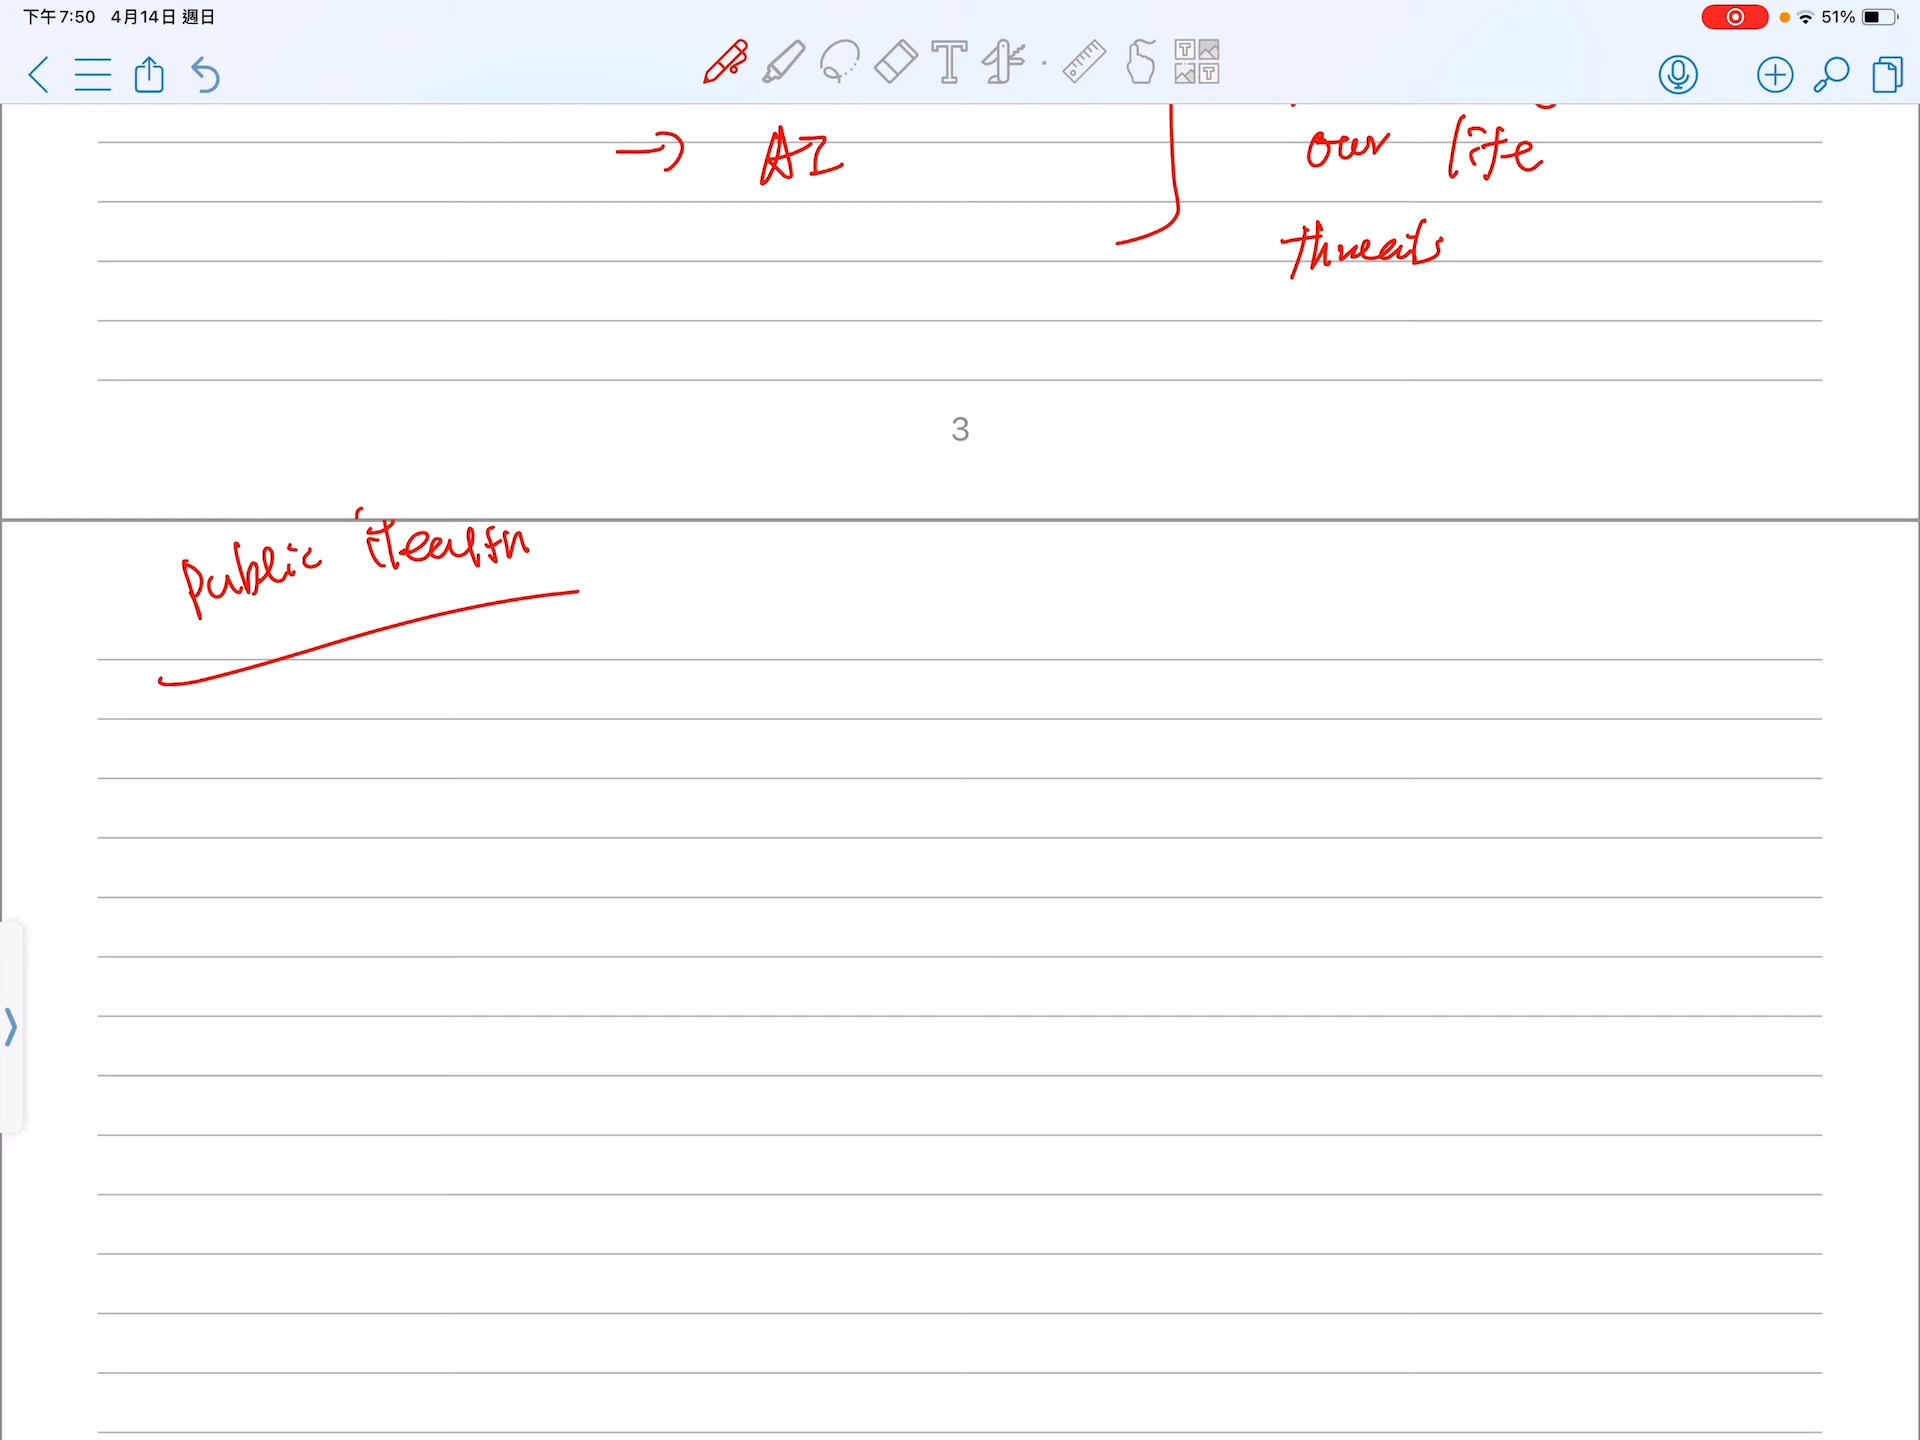 下午7:50 4月14日 週日
51%
→ AI
our life
threats
3
Public Health